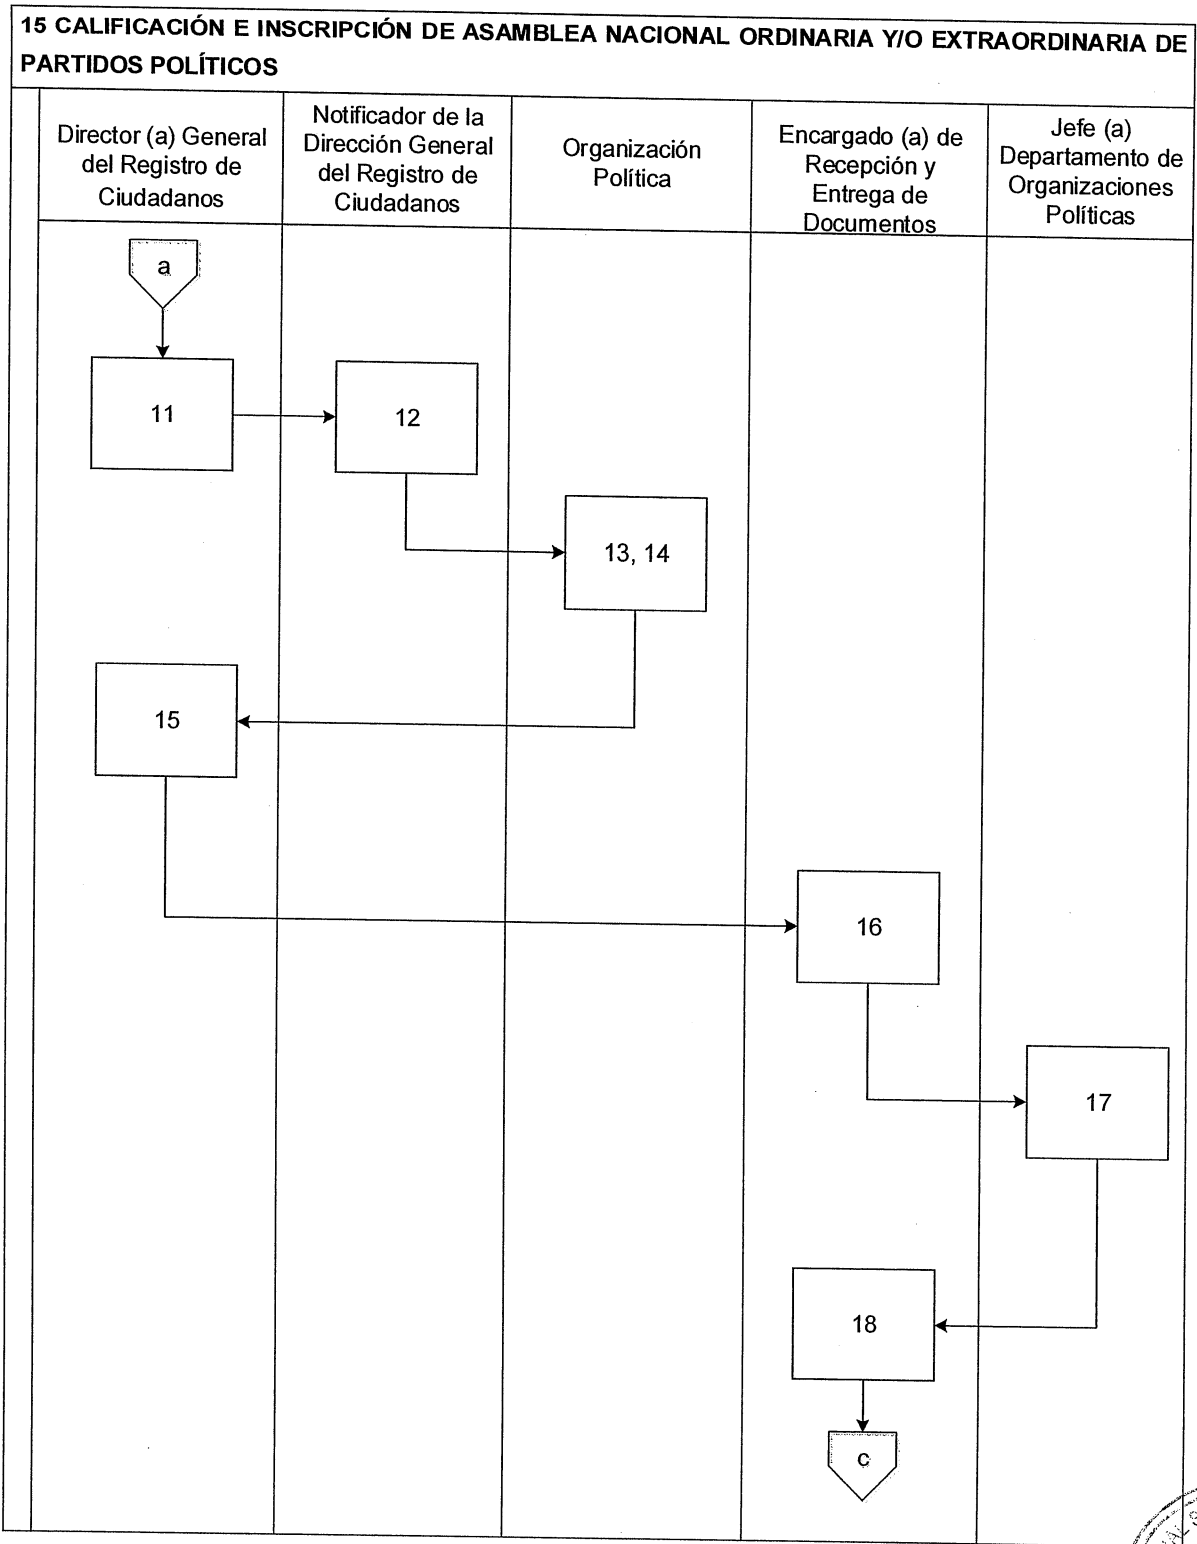 15 CALIFICACIÓN E INSCRIPCIÓN DE ASAMBLEA NACIONAL ORDINARIA Y/O EXTRAORDINARIA DE
PARTIDOS POLÍTICOS
Director (a) General
del Registro de
Ciudadanos
Notificador de la
Dirección General
del Registro de
Ciudadanos
Organización
Política
Encargado (a) de
Recepción y
Entrega de
Documentos
Jefe (a)
Departamento de
Organizaciones
Políticas
a
11
12
13, 14
15
16
17
18
c